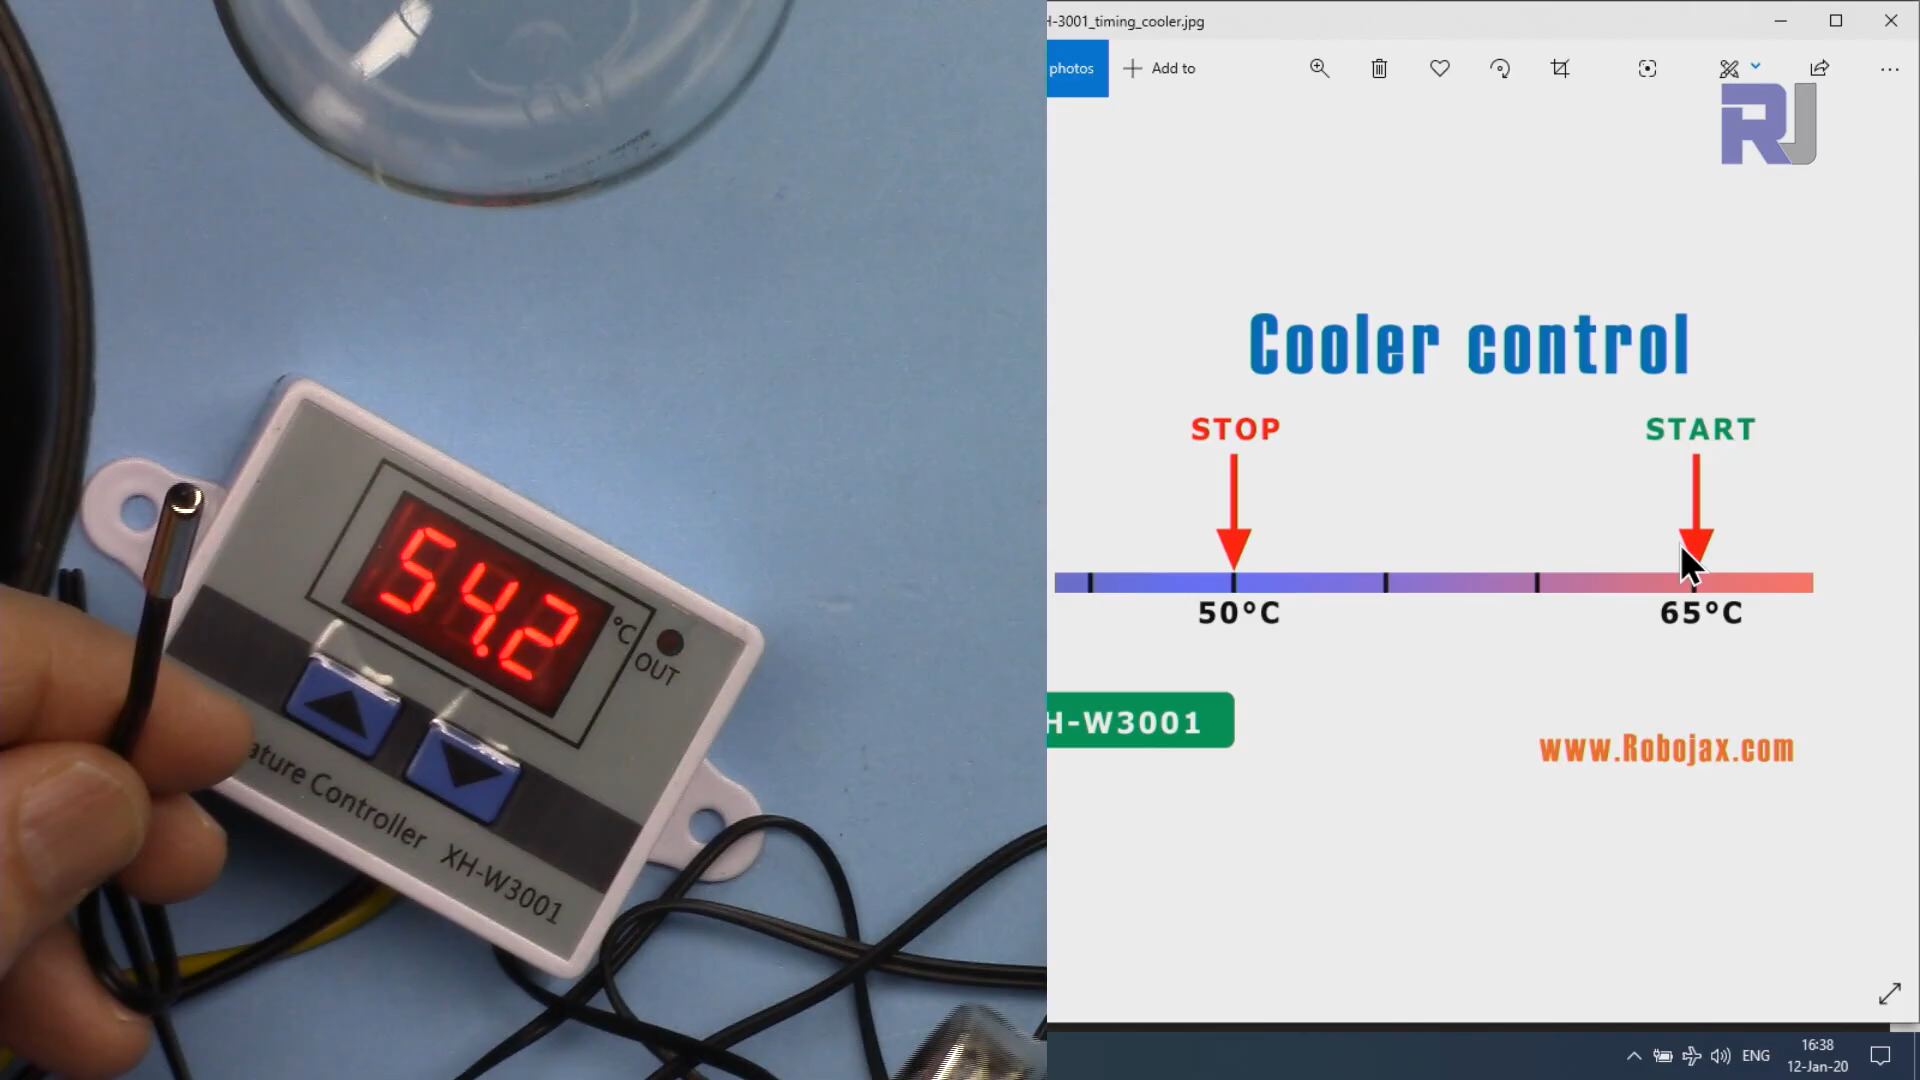 54.2
°C
OUT
ature Controller XH-W3001
H-3001_timing_cooler.jpg
photos
Add to
RJ
Cooler control
STOP
START
50°C
65°C
H-W3001
www.Robojax.com
ENG
16:38
12-Jan-20